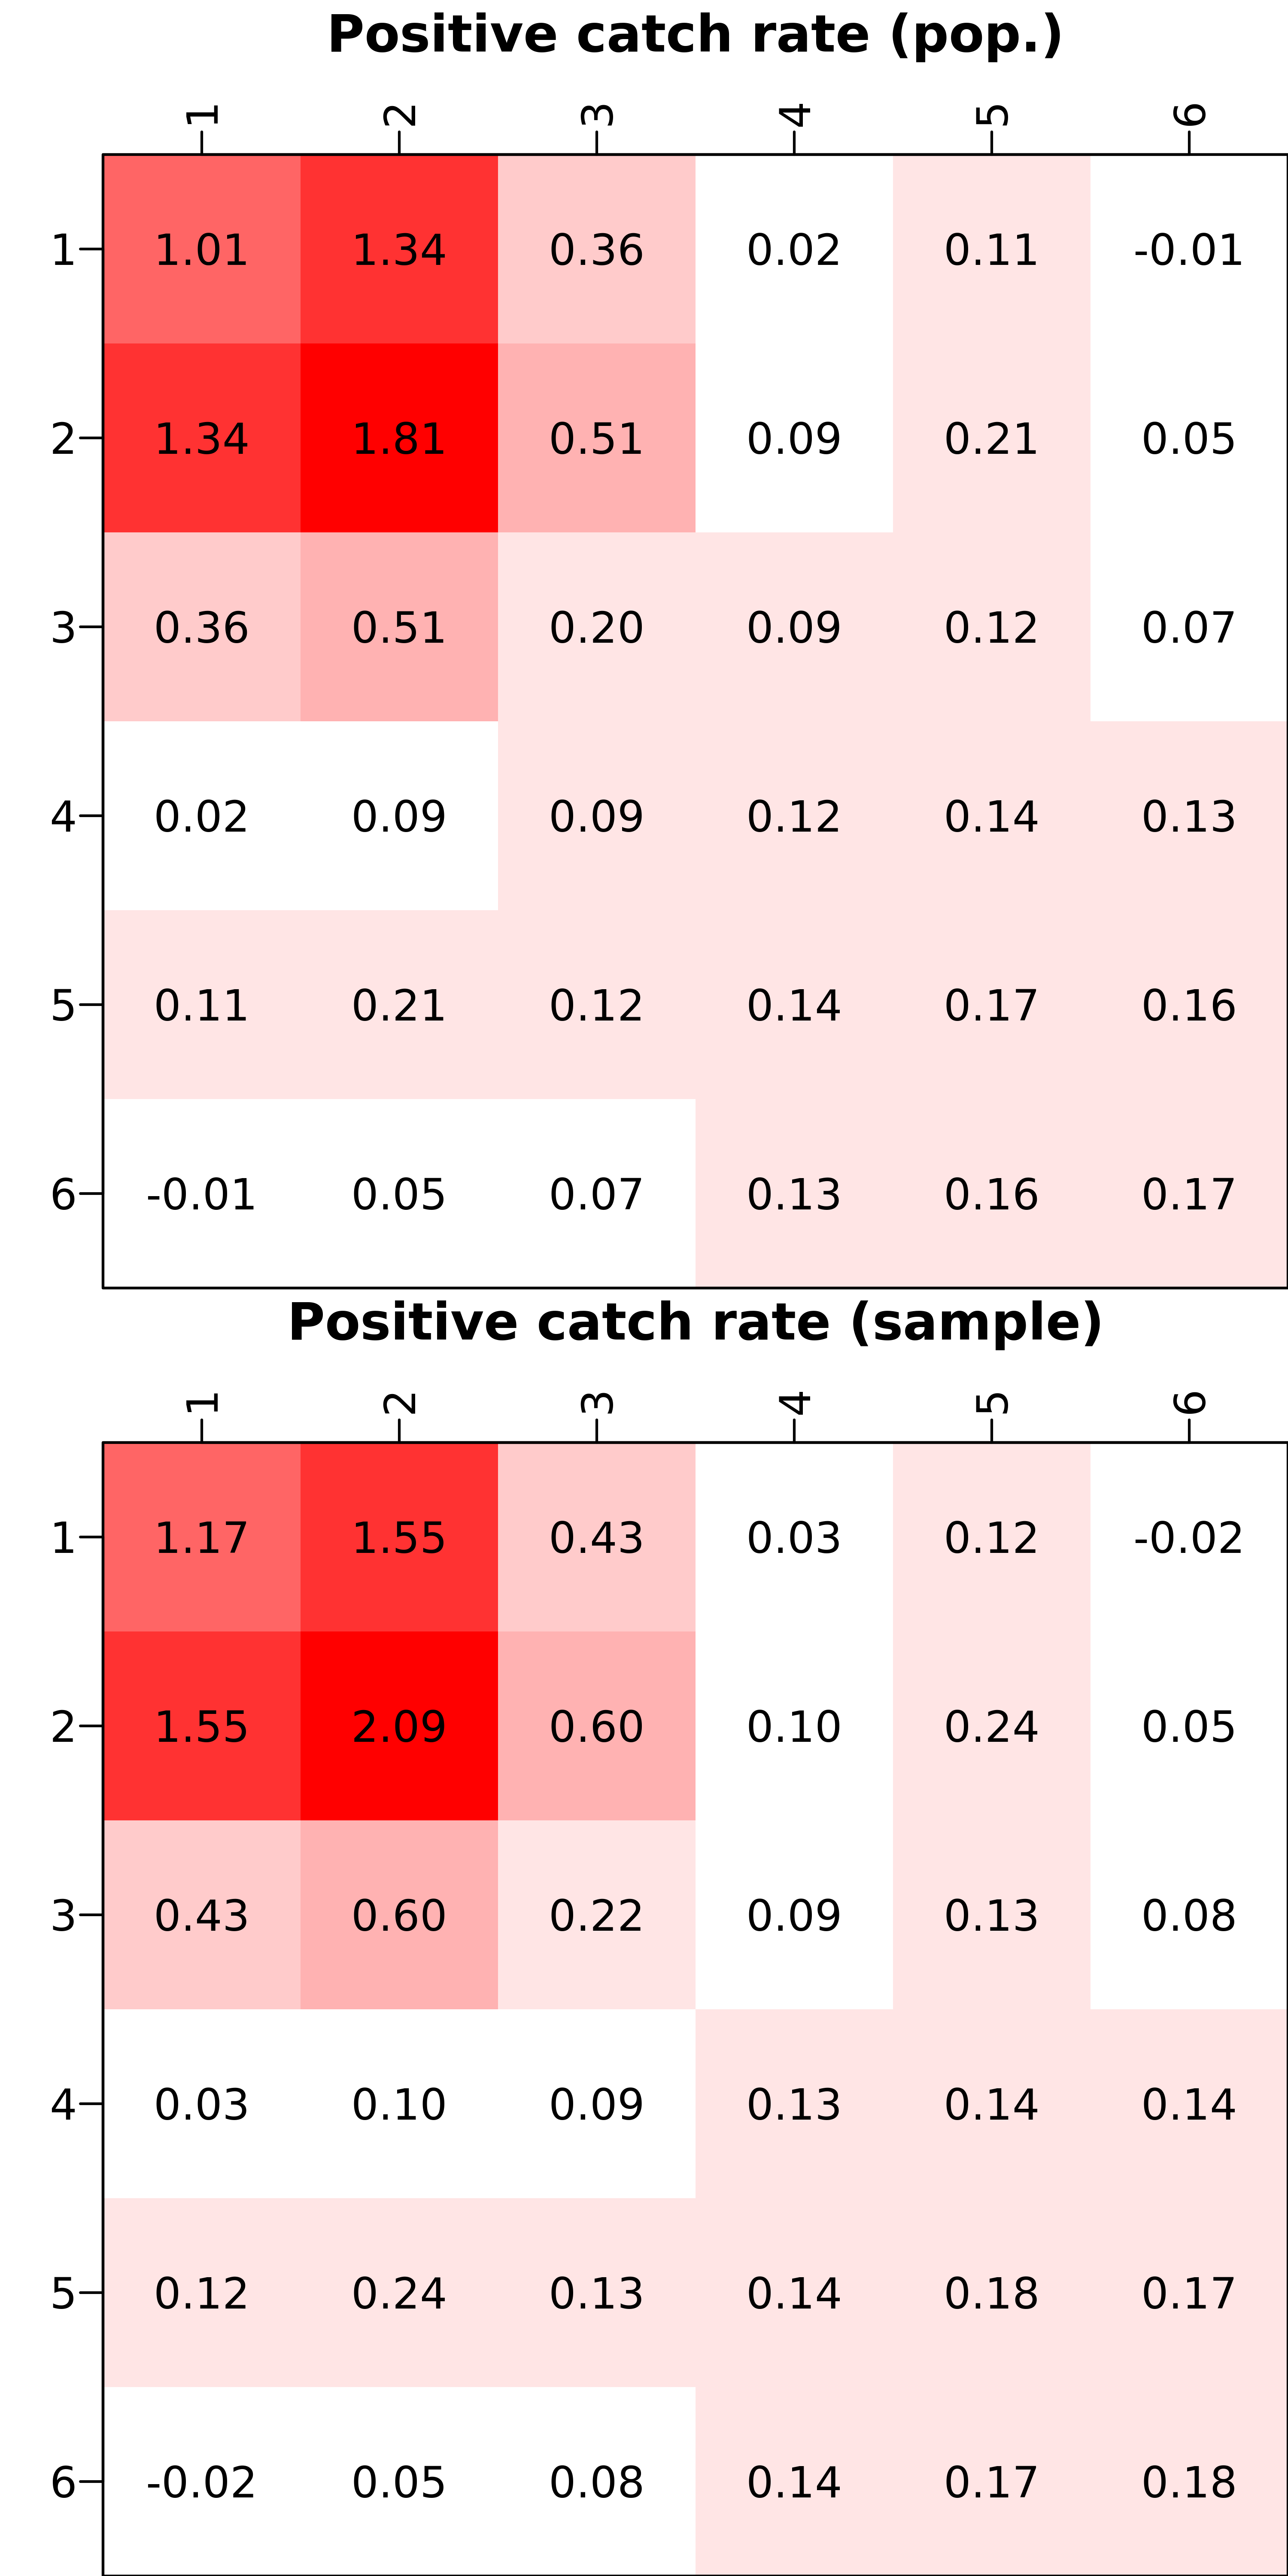 Positive catch rate (pop.)
1 2 3 4 5 6
1 1.01 1.34 0.36 0.02 0.11 -0.01
2 1.34 1.81 0.51 0.09 0.21 0.05
3 0.36 0.51 0.20 0.09 0.12 0.07
4 0.02 0.09 0.09 0.12 0.14 0.13
5 0.11 0.21 0.12 0.14 0.17 0.16
6 -0.01 0.05 0.07 0.13 0.16 0.17
Positive catch rate (sample)
1 2 3 4 5 6
1 1.17 1.55 0.43 0.03 0.12 -0.02
2 1.55 2.09 0.60 0.10 0.24 0.05
3 0.43 0.60 0.22 0.09 0.13 0.08
4 0.03 0.10 0.09 0.13 0.14 0.14
5 0.12 0.24 0.13 0.14 0.18 0.17
6 -0.02 0.05 0.08 0.14 0.17 0.18